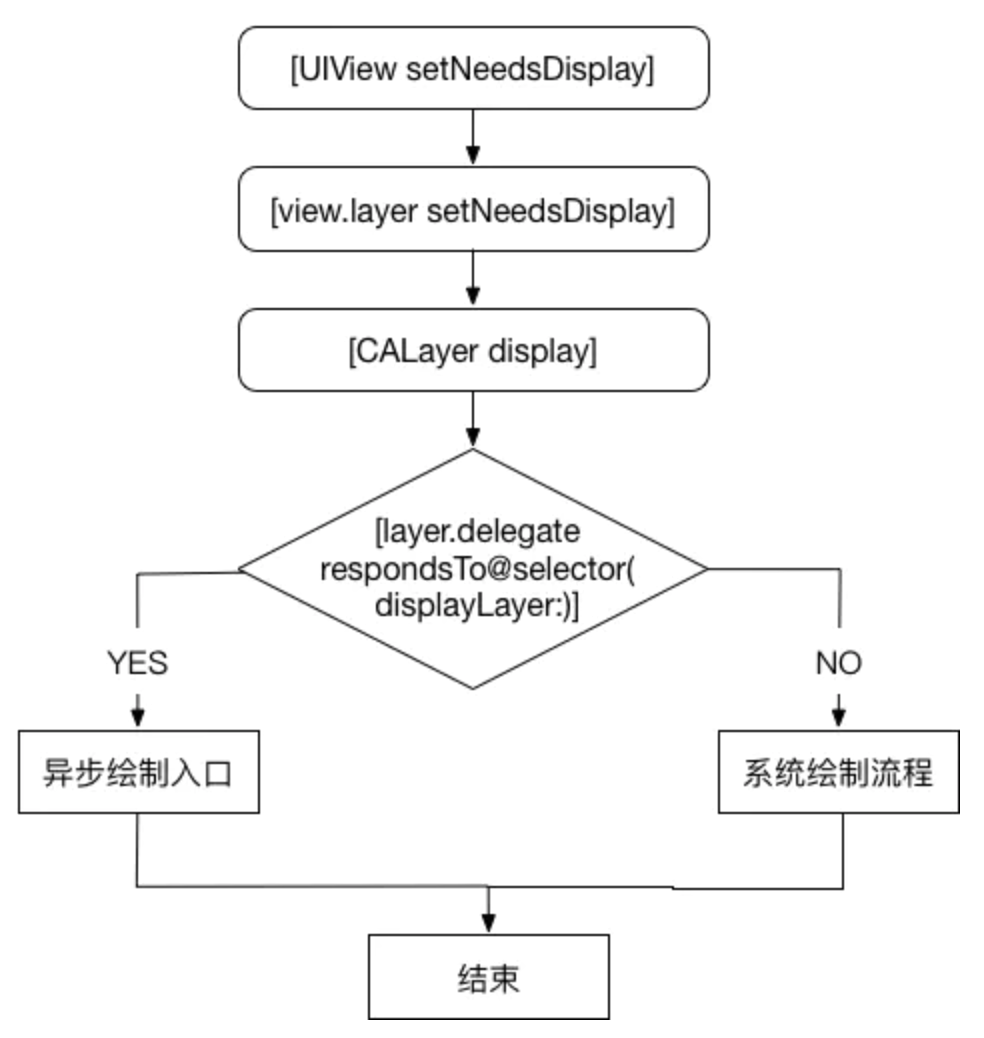 [UIView setNeedsDisplay]
[view.layer setNeedsDisplay]
[CALayer display]
[layer.delegate
respondsTo@selector(
displayLayer:)]
YES
NO
异步绘制入口
系统绘制流程
结束